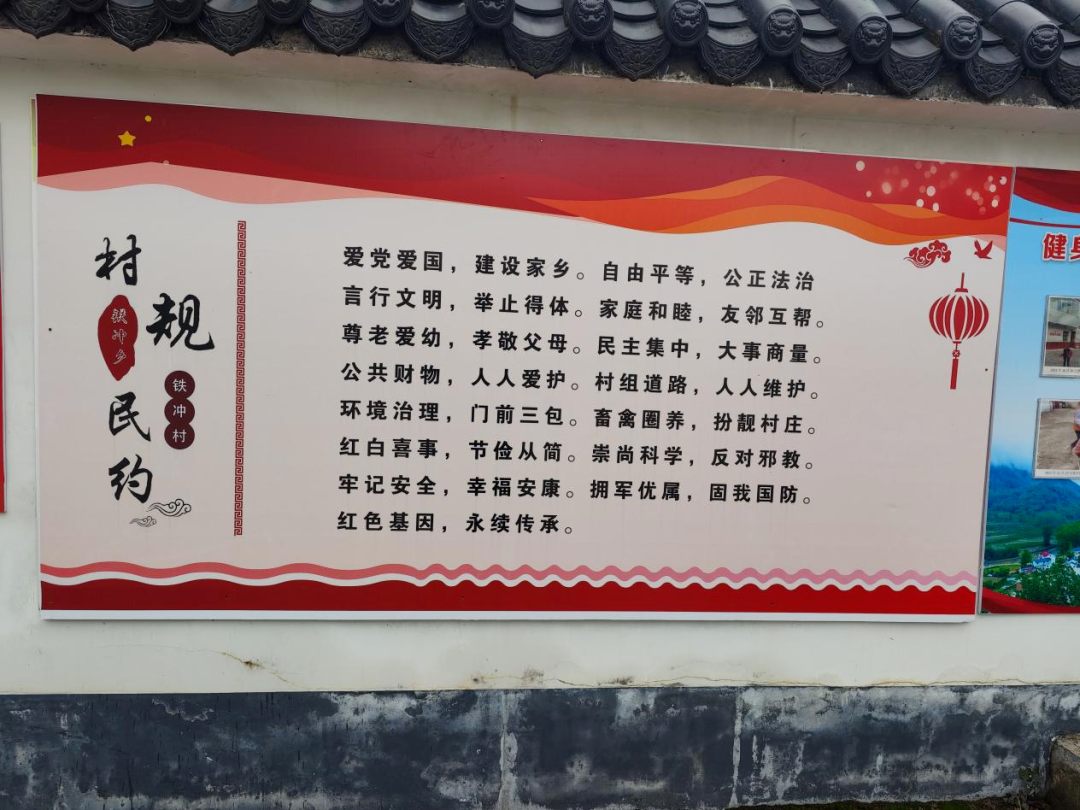 村规民约
铁冲乡
铁冲村
爱党爱国，建设家乡。自由平等，公正法治
言行文明，举止得体。家庭和睦，友邻互帮。
尊老爱幼，孝敬父母。民主集中，大事商量。
公共财物，人人爱护。村组道路，人人维护。
环境治理，门前三包。畜禽圈养，扮靓村庄。
红白喜事，节俭从简。崇尚科学，反对邪教。
牢记安全，幸福安康。拥军优属，固我国防。
红色基因，永续传承。
健身